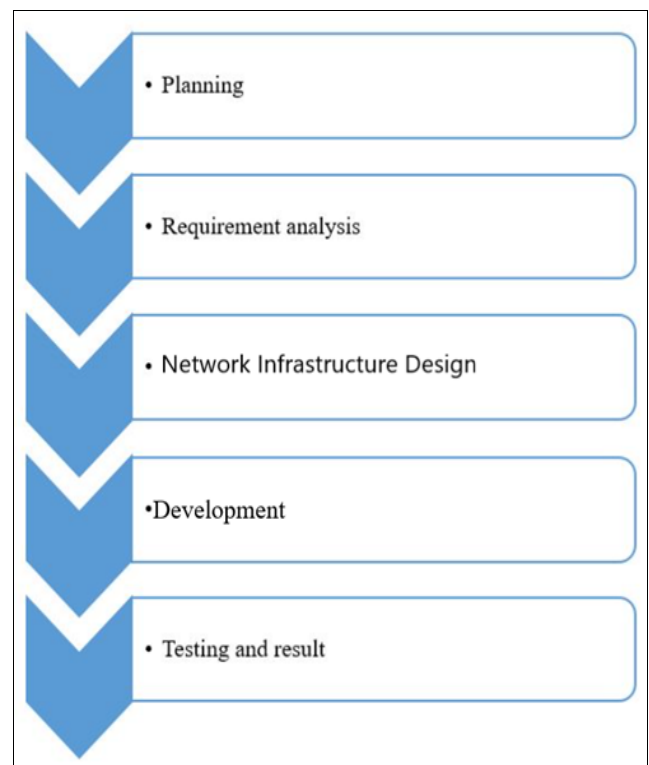 • Planning
• Requirement analysis
• Network Infrastructure Design
•Development
• Testing and result